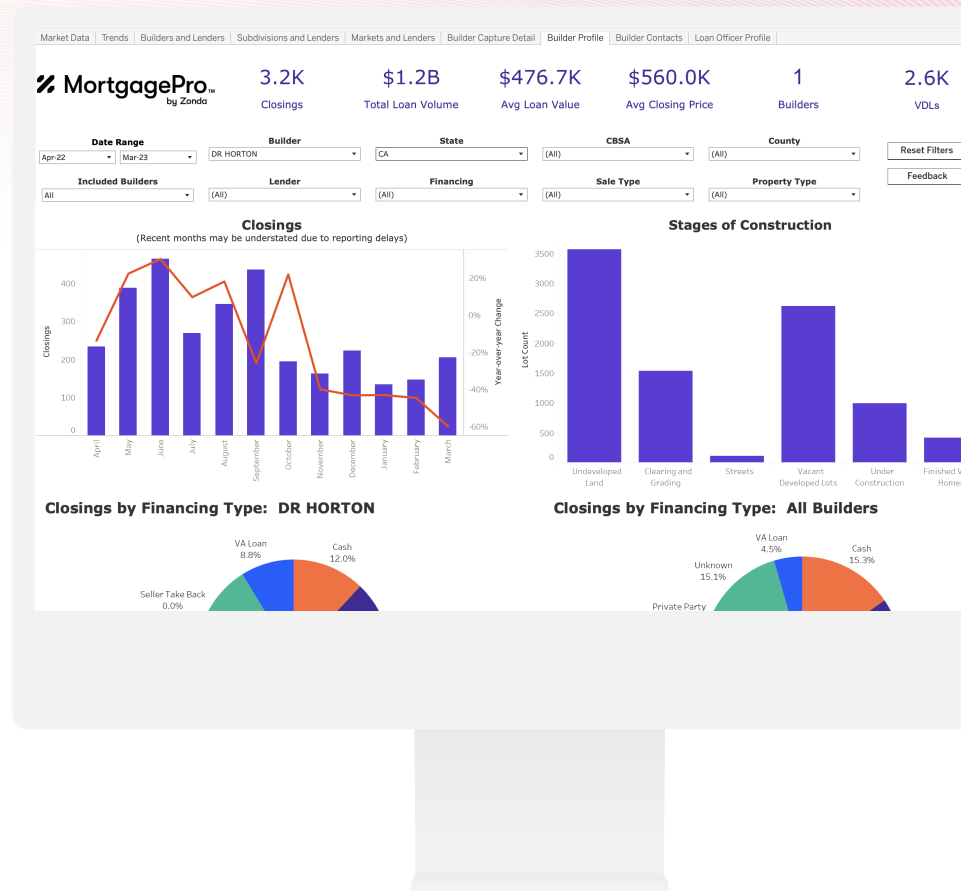 Market Data Trends Builders and Lenders Subdivisions and Lenders Markets and Lenders Builder Capture Detail Builder Profile Builder Contacts Loan Officer Profile
MortgagePro™
by Zonda
3.2K $1.2B $476.7K $560.0K 1 2.6K
Closings Total Loan Volume Avg Loan Value Avg Closing Price Builders VDLs
Date Range Builder State CBSA County
Apr-22 Mar-23 DR HORTON CA (All) (All)
Reset Filters
Feedback
Included Builders Lender Financing Sale Type Property Type
All (All) (All) (All) (All)
Closings
(Recent months may be understated due to reporting delays)
Closings
400
300
200
100
0
20%
0%
-20%
-40%
-60%
Year-over-year Change
April May June July August September October November December January February March
Stages of Construction
Lot Count
3500
3000
2500
2000
1500
1000
500
0
Undeveloped Land
Clearing and Grading
Streets
Vacant Developed Lots
Under Construction
Finished V
Home
Closings by Financing Type: DR HORTON
VA Loan
8.8%
Cash
12.0%
Seller Take Back
0.0%
Closings by Financing Type: All Builders
VA Loan
4.5%
Cash
15.3%
Unknown
15.1%
Private Party